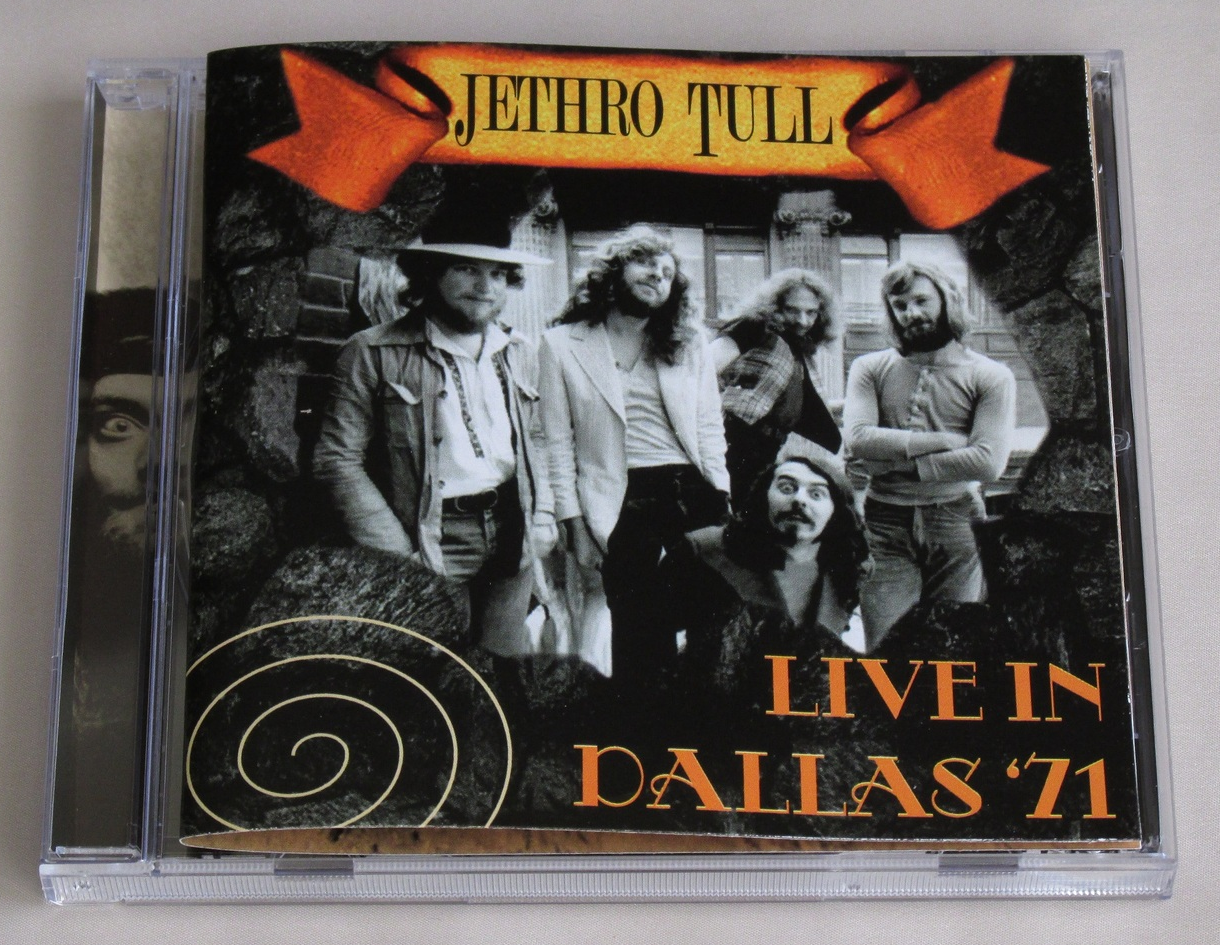 JETHRO TULL
LIVE IN
DALLAS '71